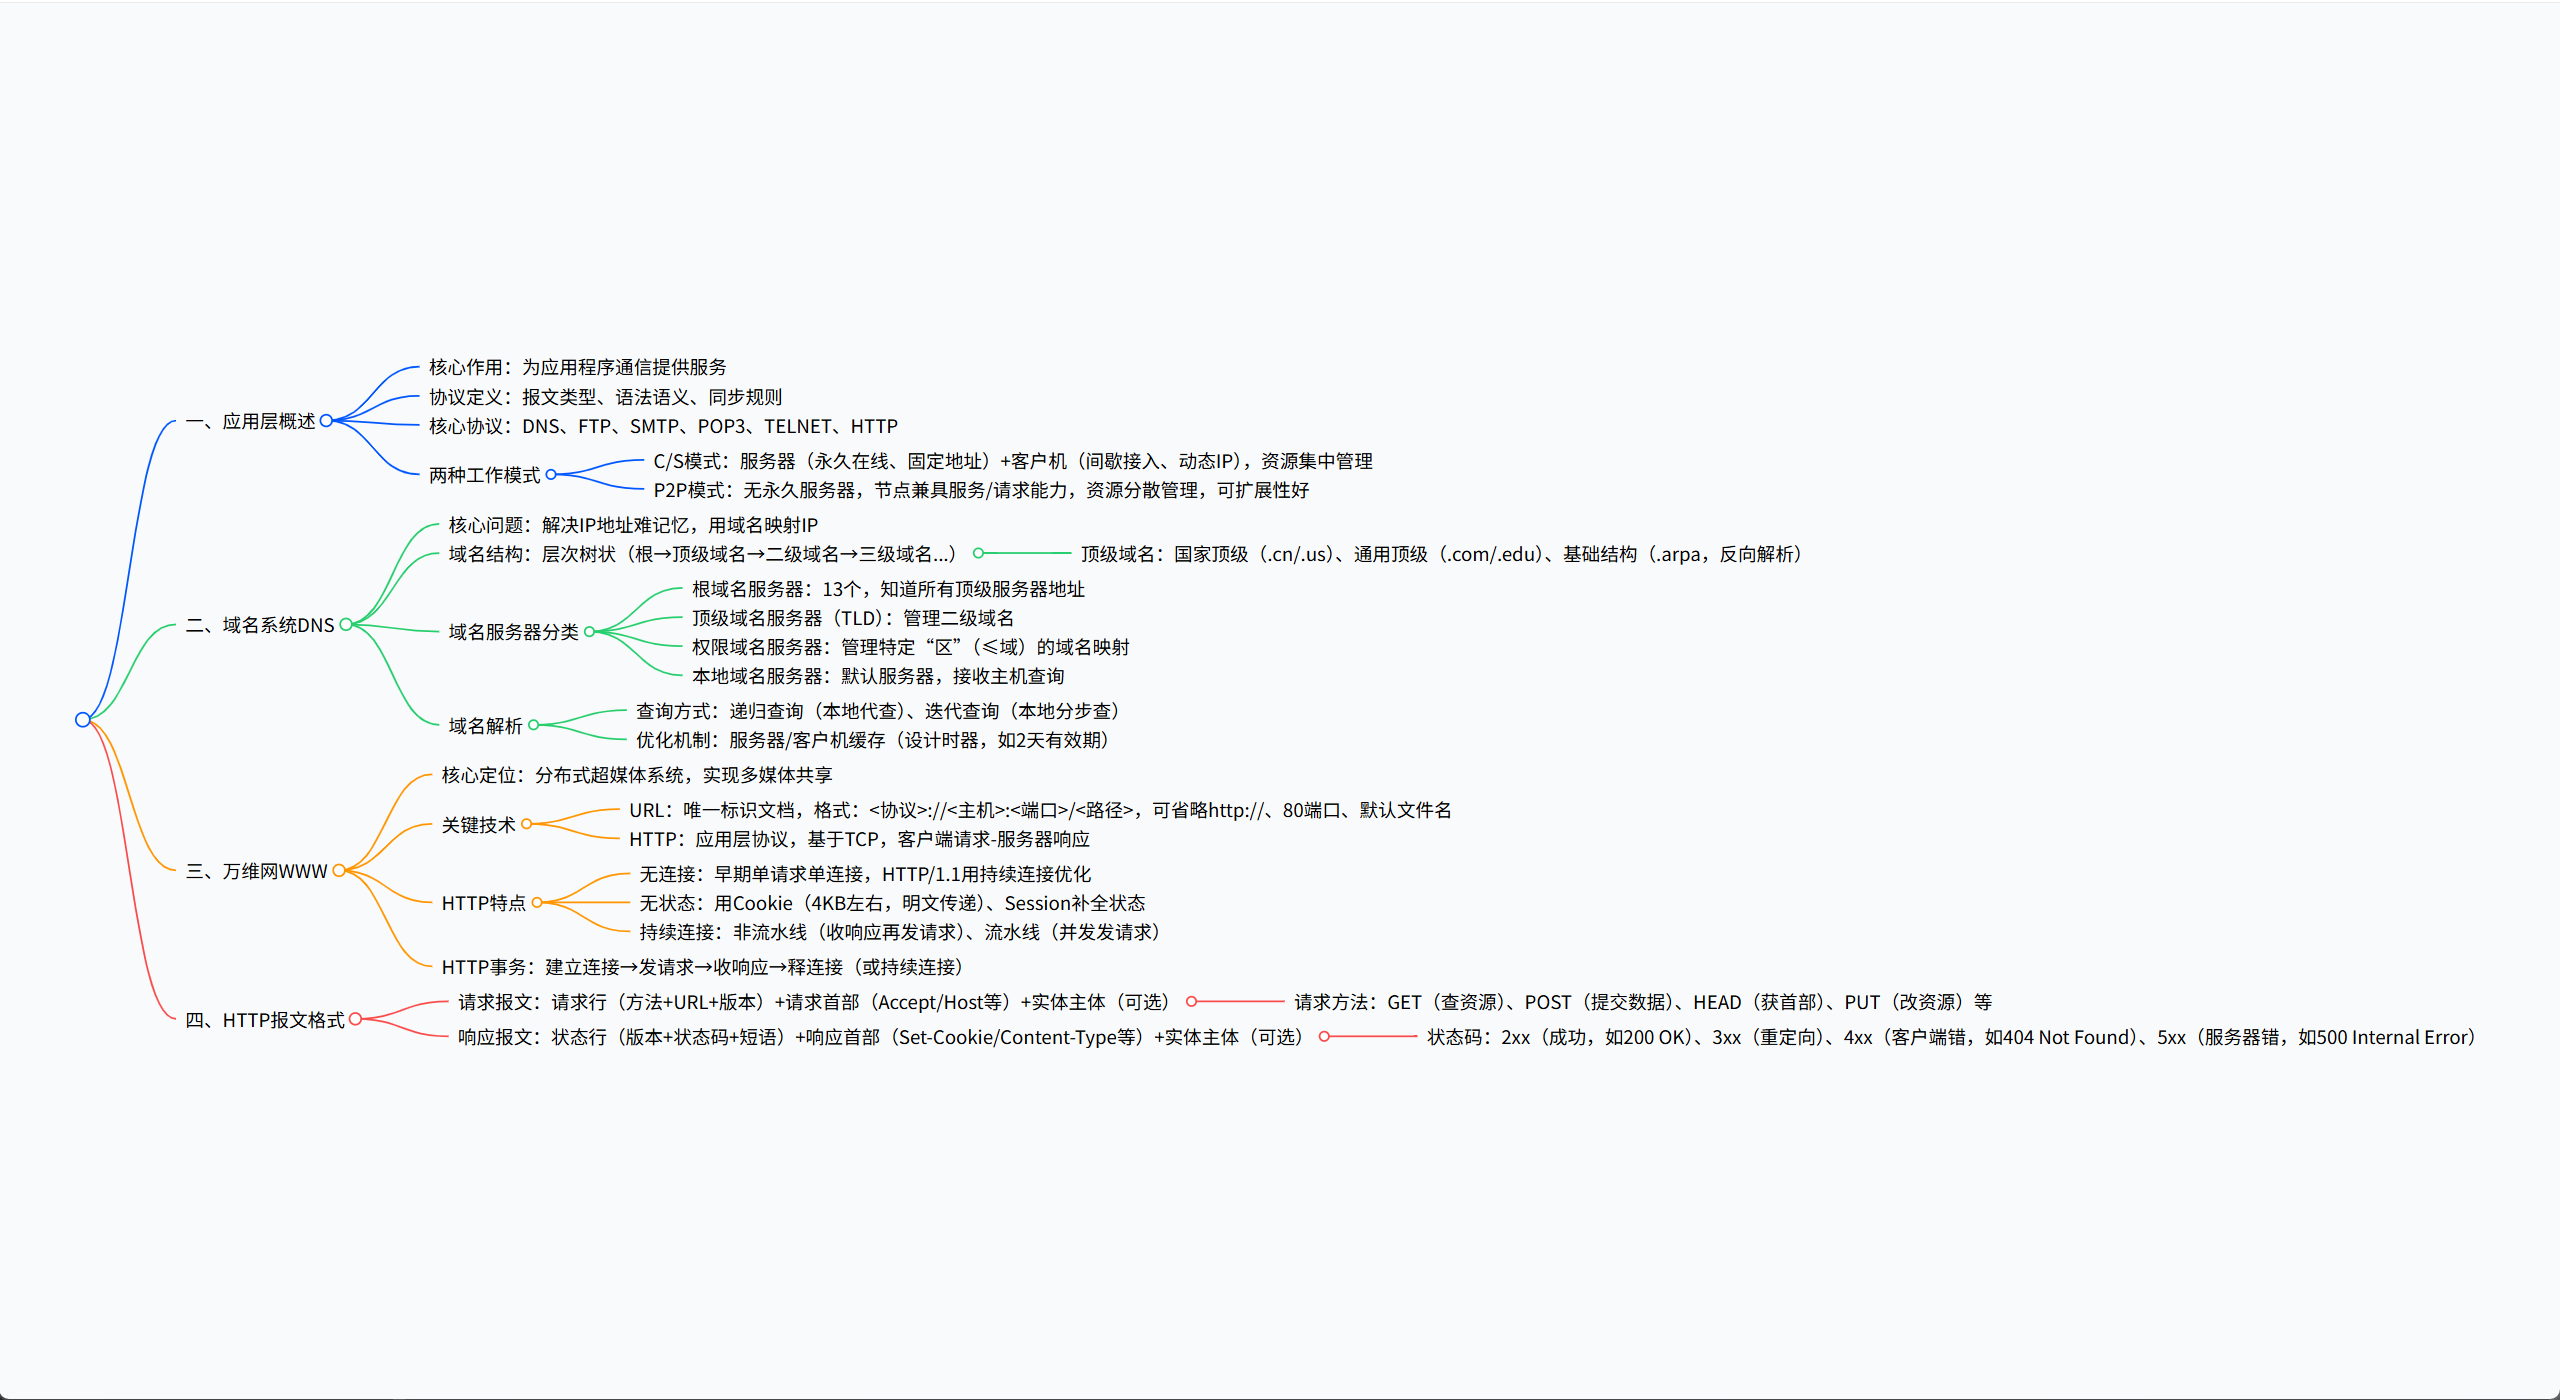 一、应用层概述
核心作用：为应用程序通信提供服务
协议定义：报文类型、语法语义、同步规则
核心协议：DNS、FTP、SMTP、POP3、TELNET、HTTP
两种工作模式
C/S模式：服务器（永久在线、固定地址）+客户机（间歇接入、动态IP），资源集中管理
P2P模式：无永久服务器，节点兼具服务/请求能力，资源分散管理，可扩展性好
二、域名系统DNS
核心问题：解决IP地址难记忆，用域名映射IP
域名结构：层次树状（根→顶级域名→二级域名→三级域名...）
顶级域名：国家顶级（.cn/.us）、通用顶级（.com/.edu）、基础结构（.arpa，反向解析）
域名服务器分类
根域名服务器：13个，知道所有顶级服务器地址
顶级域名服务器（TLD）：管理二级域名
权限域名服务器：管理特定“区”（≤域）的域名映射
本地域名服务器：默认服务器，接收主机查询
域名解析
查询方式：递归查询（本地代查）、迭代查询（本地分步查）
优化机制：服务器/客户机缓存（设计时器，如2天有效期）
三、万维网WWW
核心定位：分布式超媒体系统，实现多媒体共享
关键技术
URL：唯一标识文档，格式：<协议>://<主机>:<端口>/<路径>，可省略http://、80端口、默认文件名
HTTP：应用层协议，基于TCP，客户端请求-服务器响应
HTTP特点
无连接：早期单请求单连接，HTTP/1.1用持续连接优化
无状态：用Cookie（4KB左右，明文传递）、Session补全状态
持续连接：非流水线（收响应再发请求）、流水线（并发发请求）
HTTP事务：建立连接→发请求→收响应→释连接（或持续连接）
四、HTTP报文格式
请求报文：请求行（方法+URL+版本）+请求首部（Accept/Host等）+实体主体（可选）
请求方法：GET（查资源）、POST（提交数据）、HEAD（获首部）、PUT（改资源）等
响应报文：状态行（版本+状态码+短语）+响应首部（Set-Cookie/Content-Type等）+实体主体（可选）
状态码：2xx（成功，如200 OK）、3xx（重定向）、4xx（客户端错，如404 Not Found）、5xx（服务器错，如500 Internal Error）